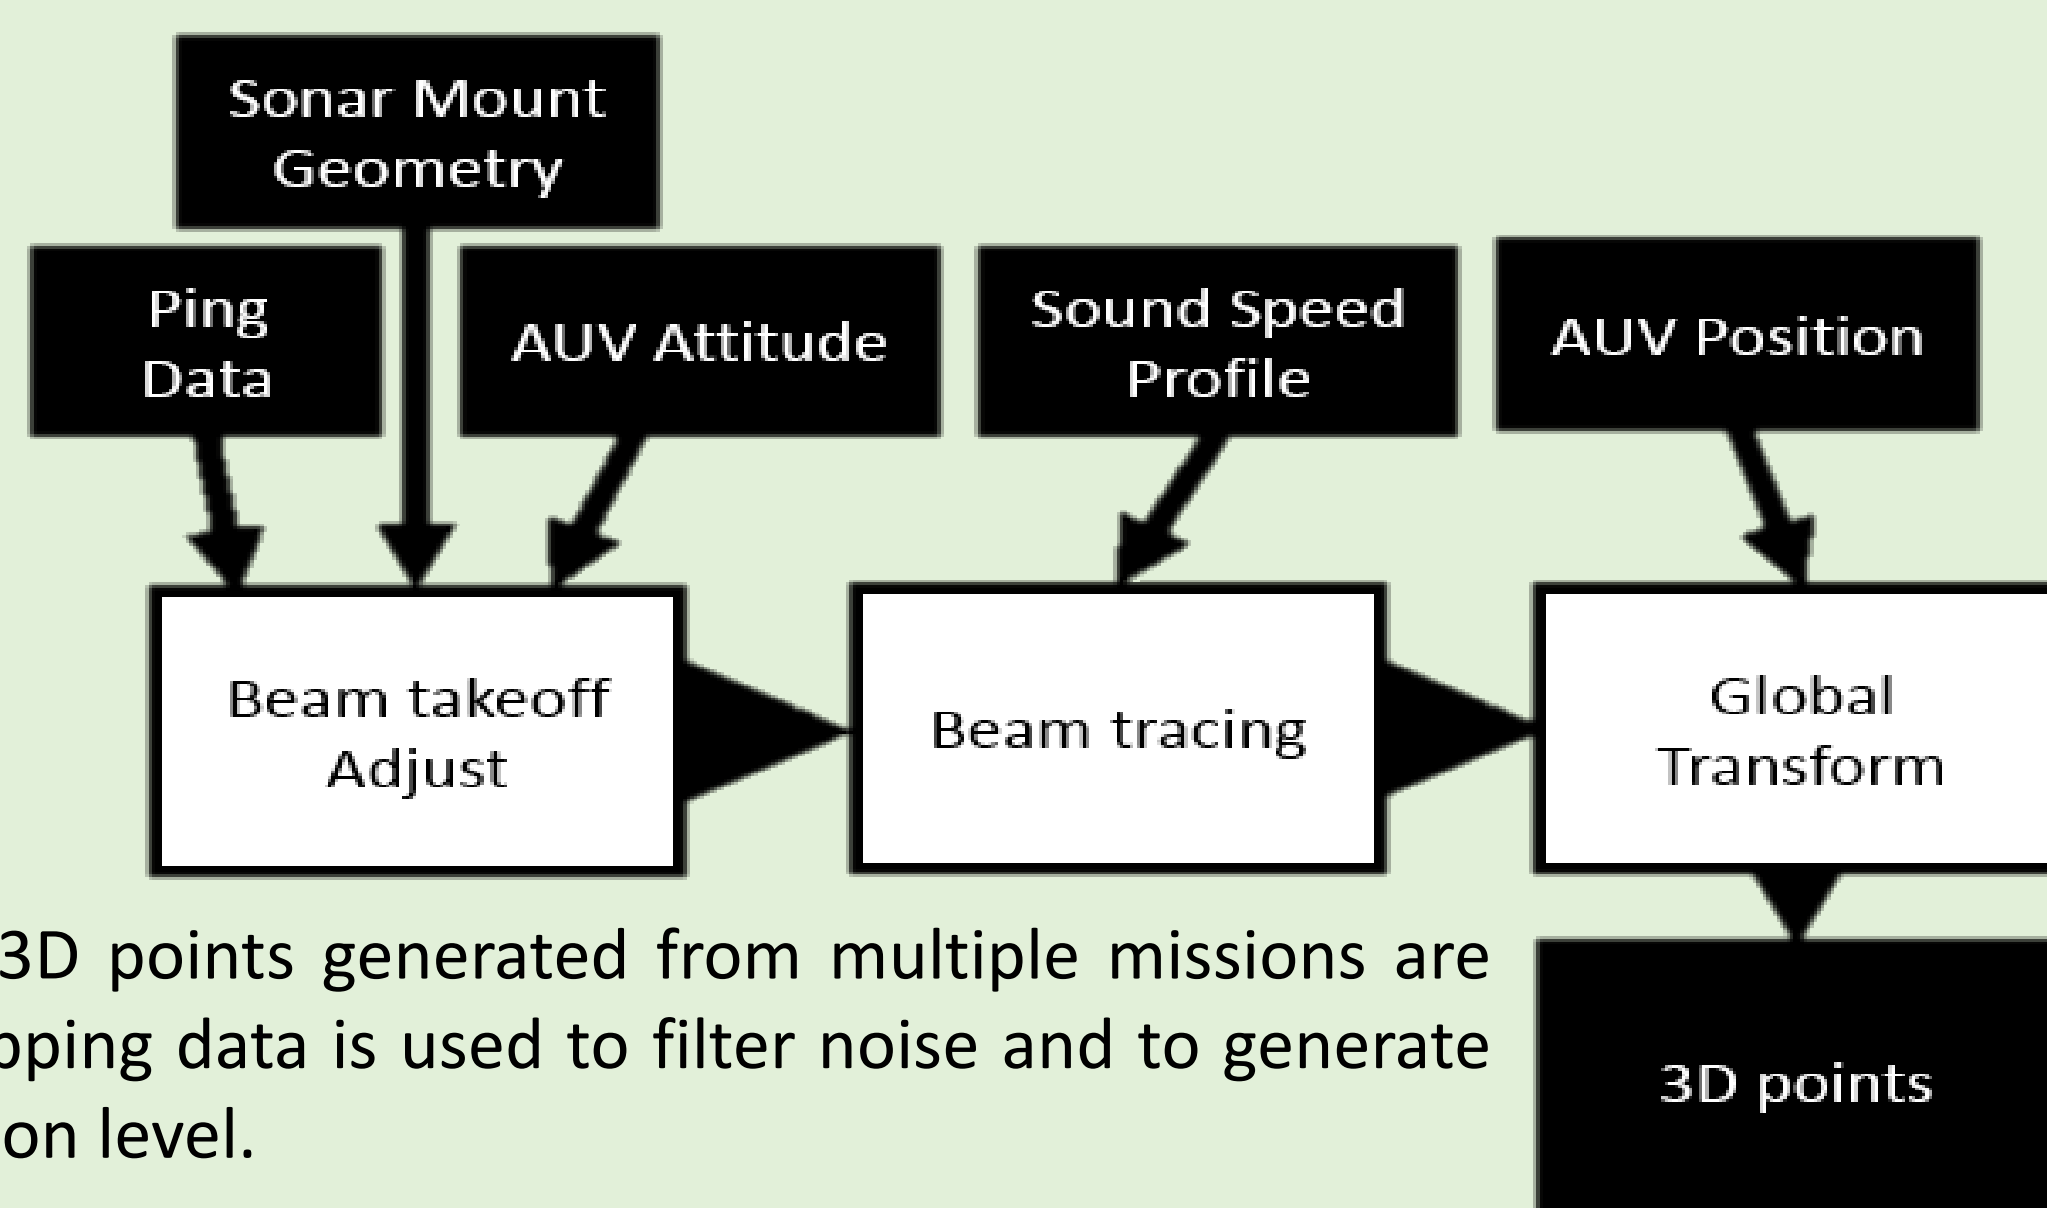 Sonar Mount
Geometry
Ping
Data
AUV Attitude
Sound Speed
Profile
AUV Position
Beam takeoff
Adjust
Beam tracing
Global
Transform
3D points generated from multiple missions are
data is used to filter noise and to generate
level.
3D points